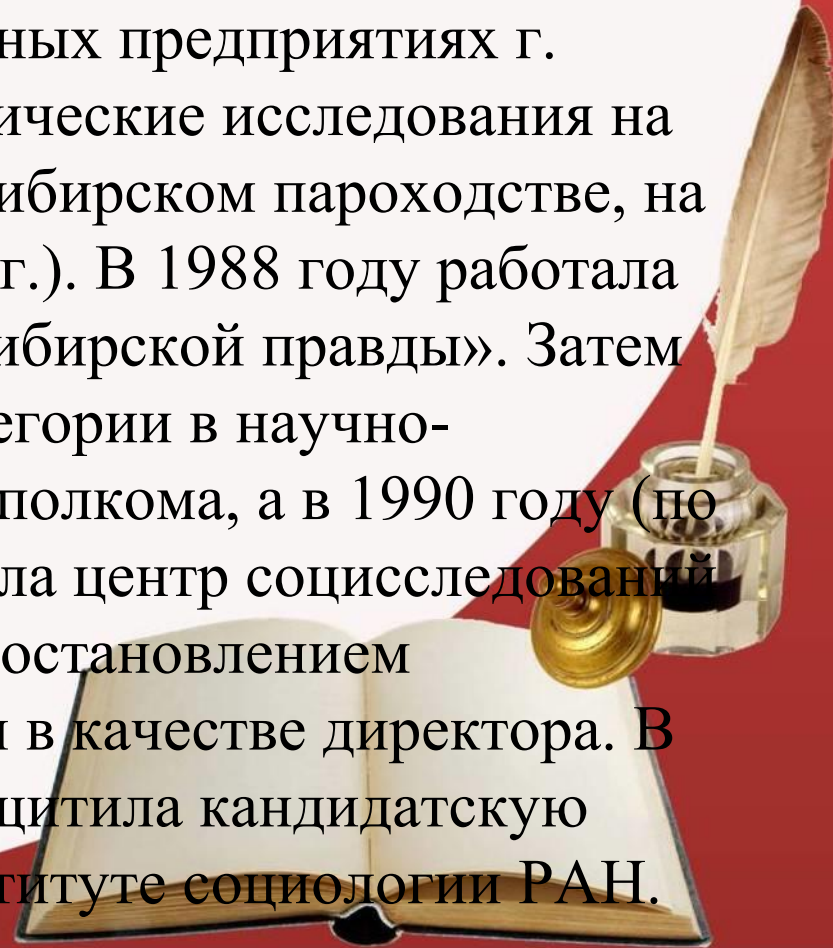 ных предприятиях г.
ические исследования на
ибирском пароходстве, на
г.). В 1988 году работала
ибирской правды». Затем
егории в научно-
полкома, а в 1990 году (по
ла центр социсследований
остановлением
в качестве директора. В
щитила кандидатскую
титуте социологии РАН.